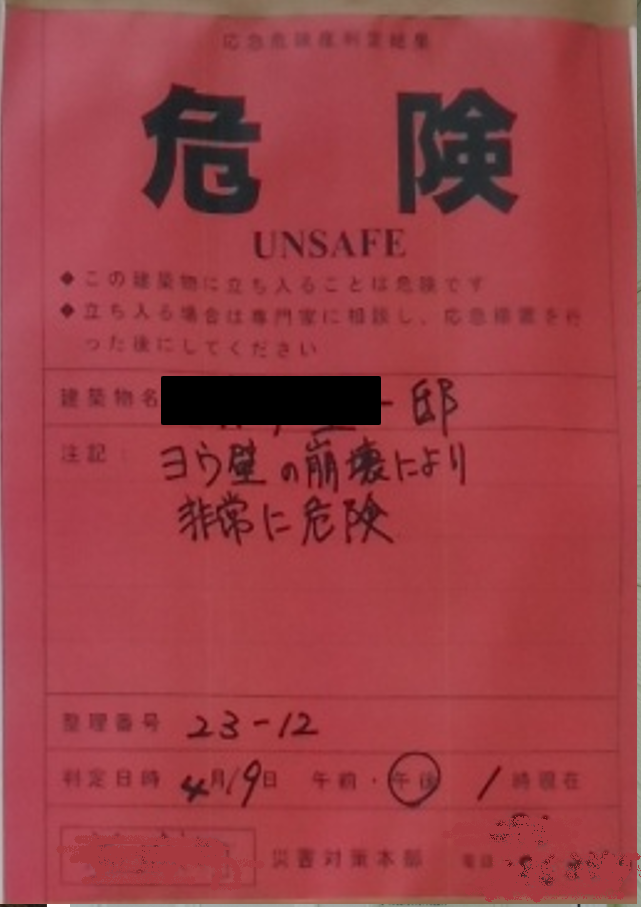 応急危険度判定結果
危険
UNSAFE
◆この建築物に立ち入ることは危険です
◆立ち入る場合は専門家に相談し、応急措置を行
った後にしてください
建築物名 邸
注記： ヨウ壁の崩壊により
非常に危険
整理番号 23-12
判定日時 4月19日 午前・午後 1時現在
災害対策本部 電話